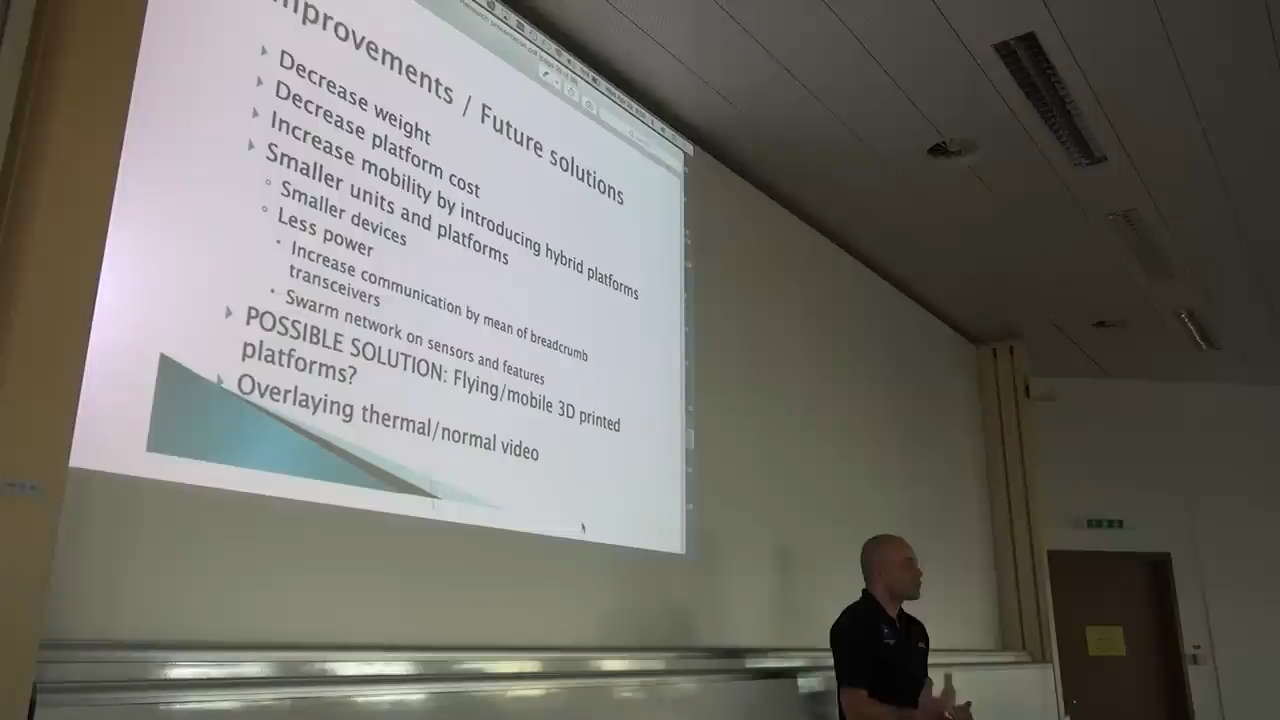 Improvements / Future solutions
Decrease weight
Decrease platform cost
Increase mobility by introducing hybrid platforms
Smaller units and platforms
Smaller devices
Less power
Increase communication by mean of breadcrumb
transceivers
Swarm network on sensors and features
POSSIBLE SOLUTION: Flying/mobile 3D printed
platforms?
Overlaying thermal/normal video